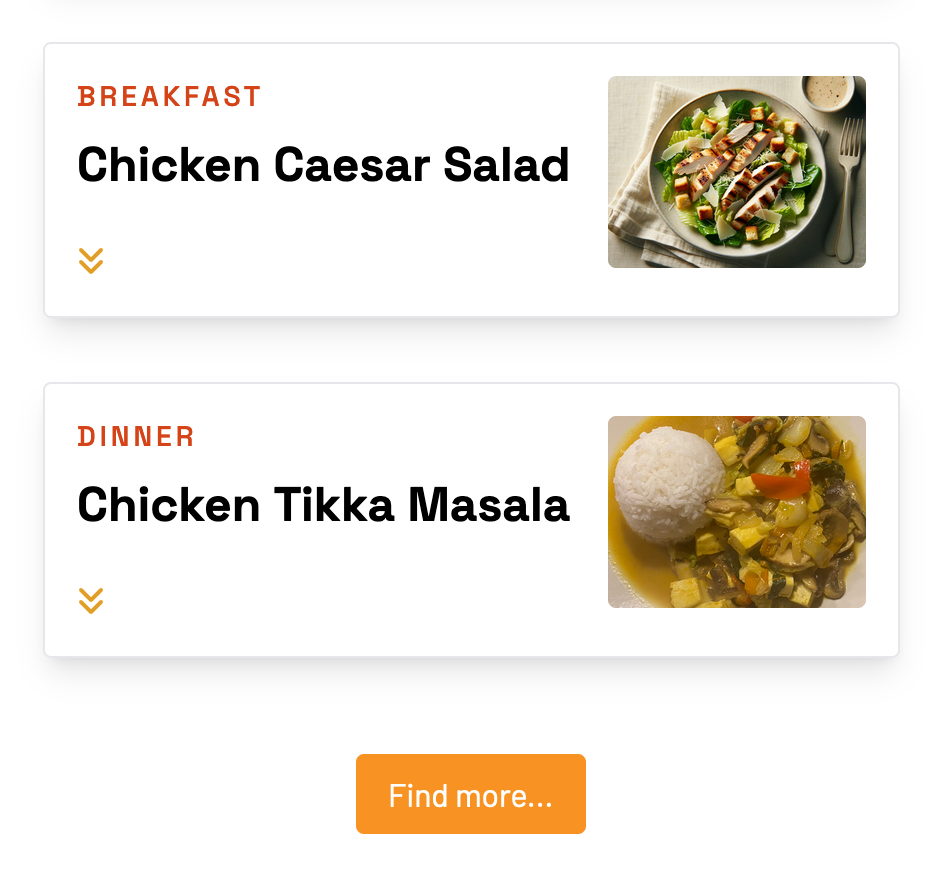 BREAKFAST
Chicken Caesar Salad
DINNER
Chicken Tikka Masala
Find more...